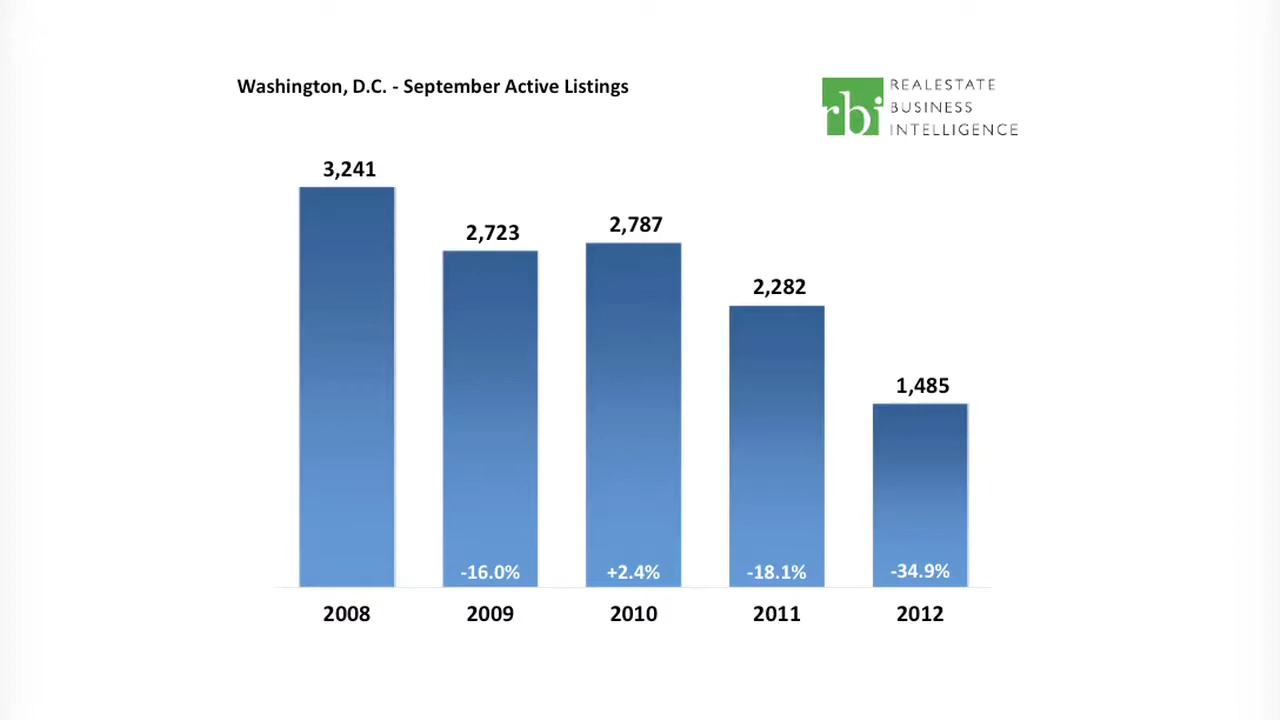 Washington, D.C. - September Active Listings
rbi
REALESTATE
BUSINESS
INTELLIGENCE
3,241
2,723
2,787
2,282
1,485
-16.0%
+2.4%
-18.1%
-34.9%
2008
2009
2010
2011
2012